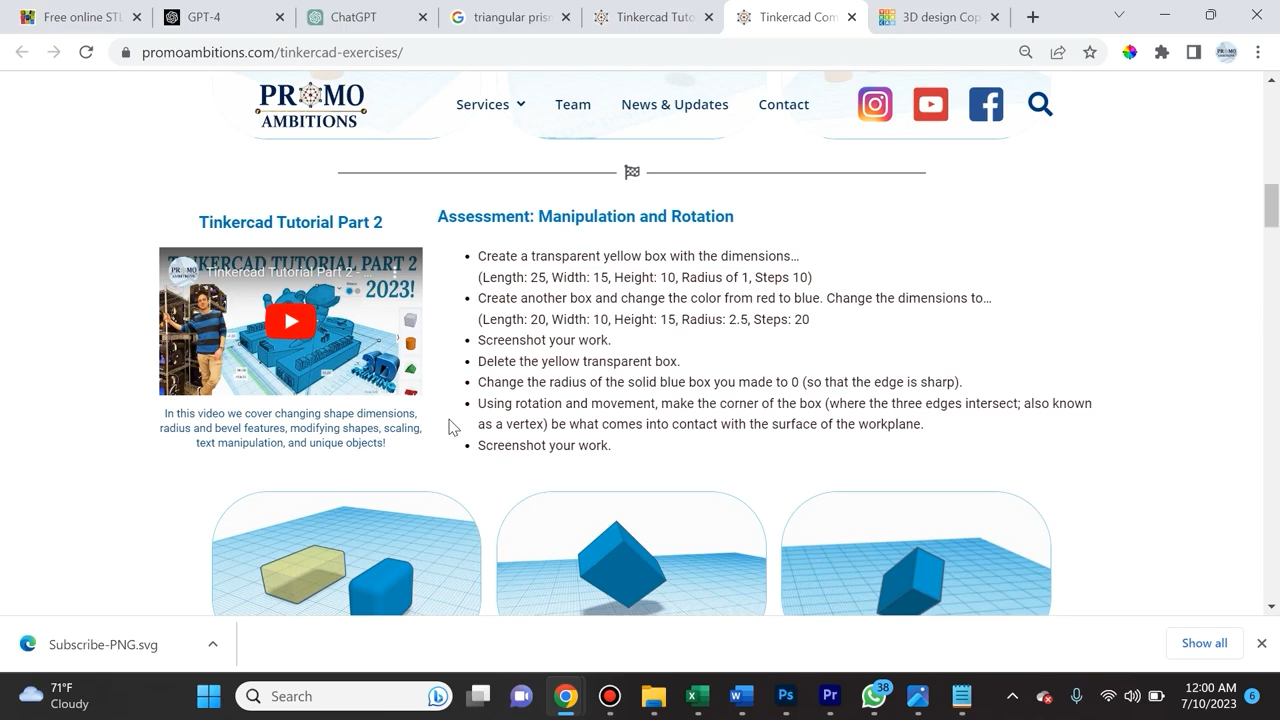 Free online STL
GPT-4
ChatGPT
triangular prism
Tinkercad Tuto
Tinkercad Com
3D design Cop
promoambitions.com/tinkercad-exercises/
PROMO
AMBITIONS
Services
Team
News & Updates
Contact
Tinkercad Tutorial Part 2
TINKERCAD TUTORIAL PART 2
Tinkercad Tutorial Part 2 - ...
2023!
In this video we cover changing shape dimensions,
radius and bevel features, modifying shapes, scaling,
text manipulation, and unique objects!
Assessment: Manipulation and Rotation
Create a transparent yellow box with the dimensions…
(Length: 25, Width: 15, Height: 10, Radius of 1, Steps 10)
Create another box and change the color from red to blue. Change the dimensions to…
(Length: 20, Width: 10, Height: 15, Radius: 2.5, Steps: 20
Screenshot your work.
Delete the yellow transparent box.
Change the radius of the solid blue box you made to 0 (so that the edge is sharp).
Using rotation and movement, make the corner of the box (where the three edges intersect; also known
as a vertex) be what comes into contact with the surface of the workplane.
Screenshot your work.
Subscribe-PNG.svg
Show all
71°F
Cloudy
Search
38
12:00 AM
7/10/2023
6